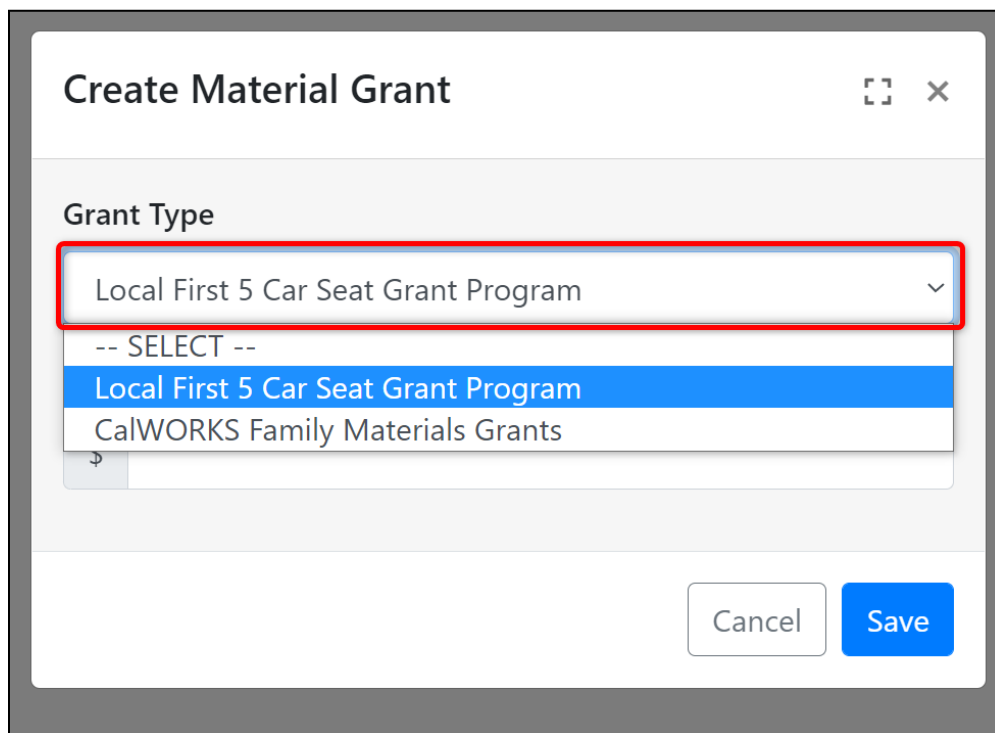 Create Material Grant
Grant Type
Local First 5 Car Seat Grant Program
-- SELECT --
Local First 5 Car Seat Grant Program
CalWORKS Family Materials Grants
$
Cancel
Save